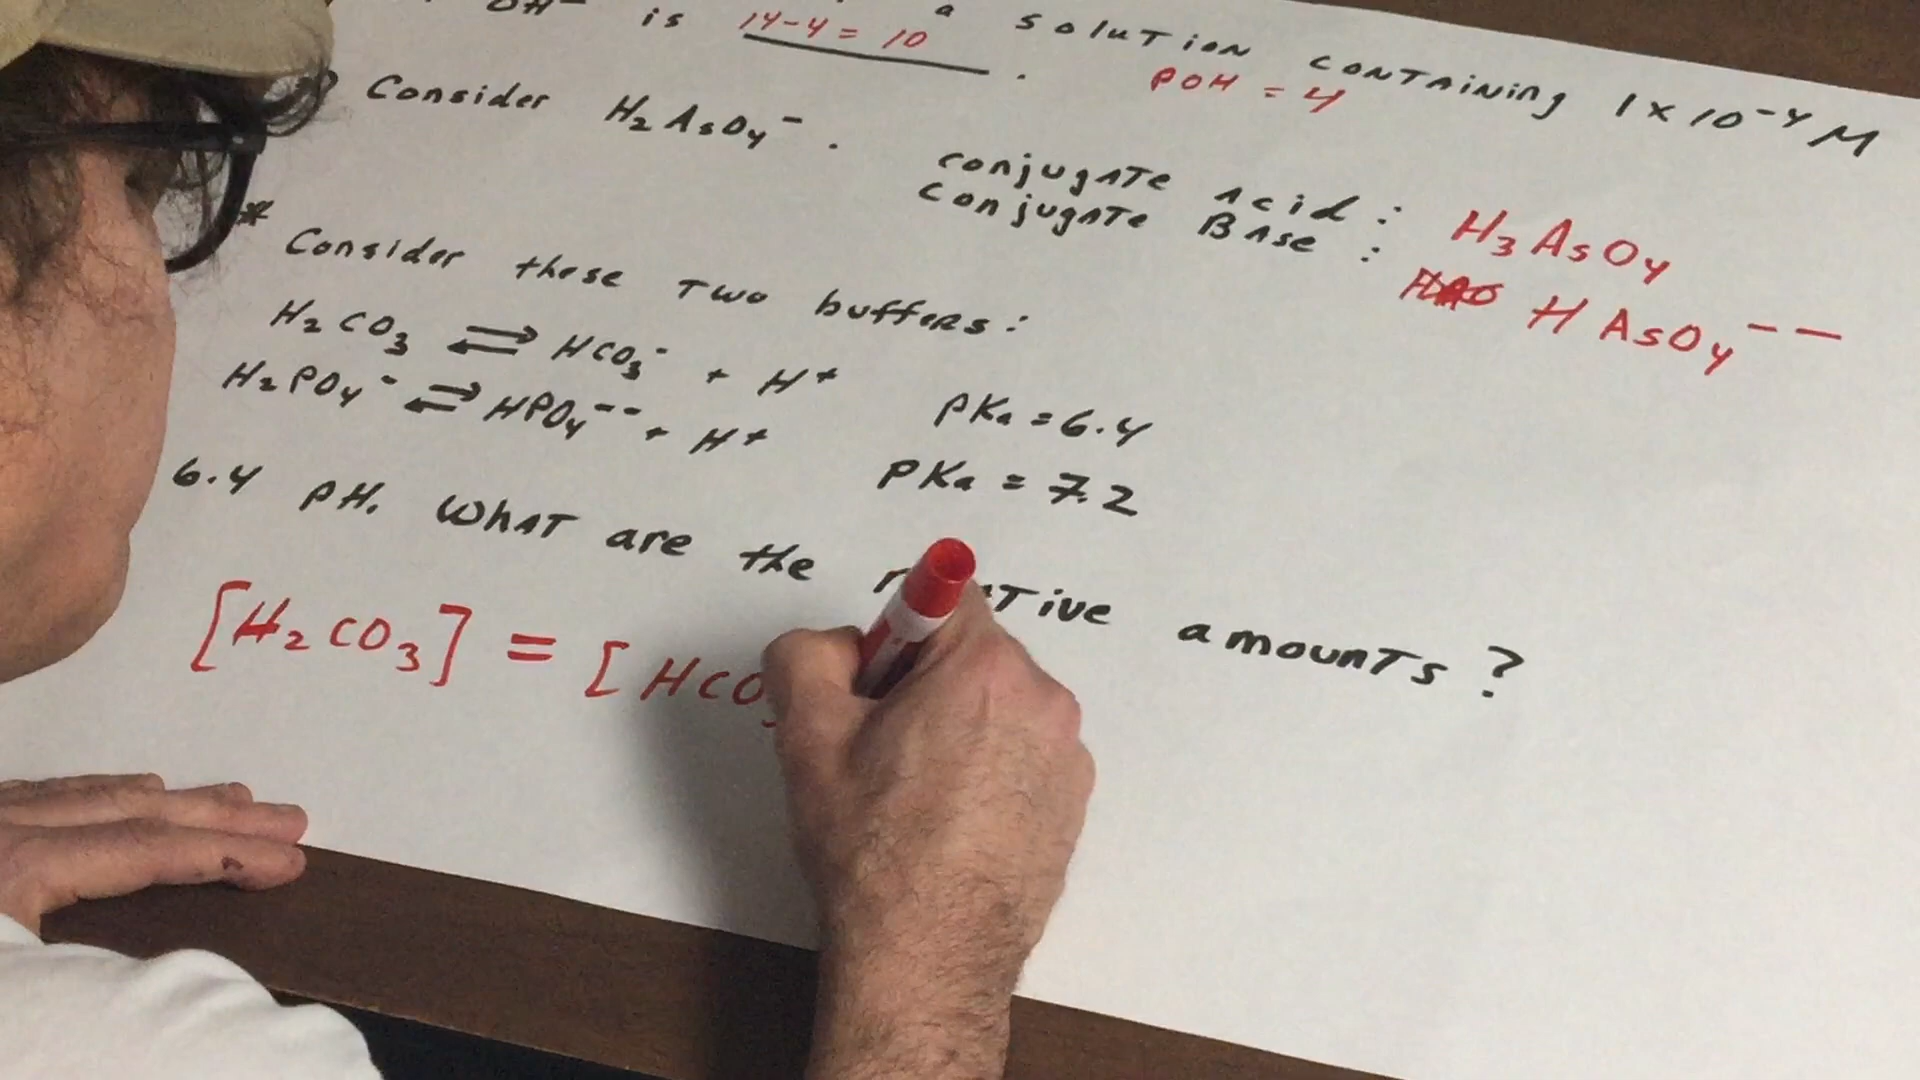 OH⁻ is 14-4 = 10 . a solution containing 1 x 10⁻⁴ M
pOH = 4
Consider H₂AsO₄⁻ .
conjugate acid : H₃AsO₄
conjugate Base : HAsO₄⁻⁻
* Consider these two buffers :
H₂CO₃ ⇌ HCO₃⁻ + H⁺ pKa = 6.4
H₂PO₄⁻ ⇌ HPO₄⁻⁻ + H⁺ pKa = 7.2
6.4 pH. What are the amounts ?
[H₂CO₃] = [HCO₃